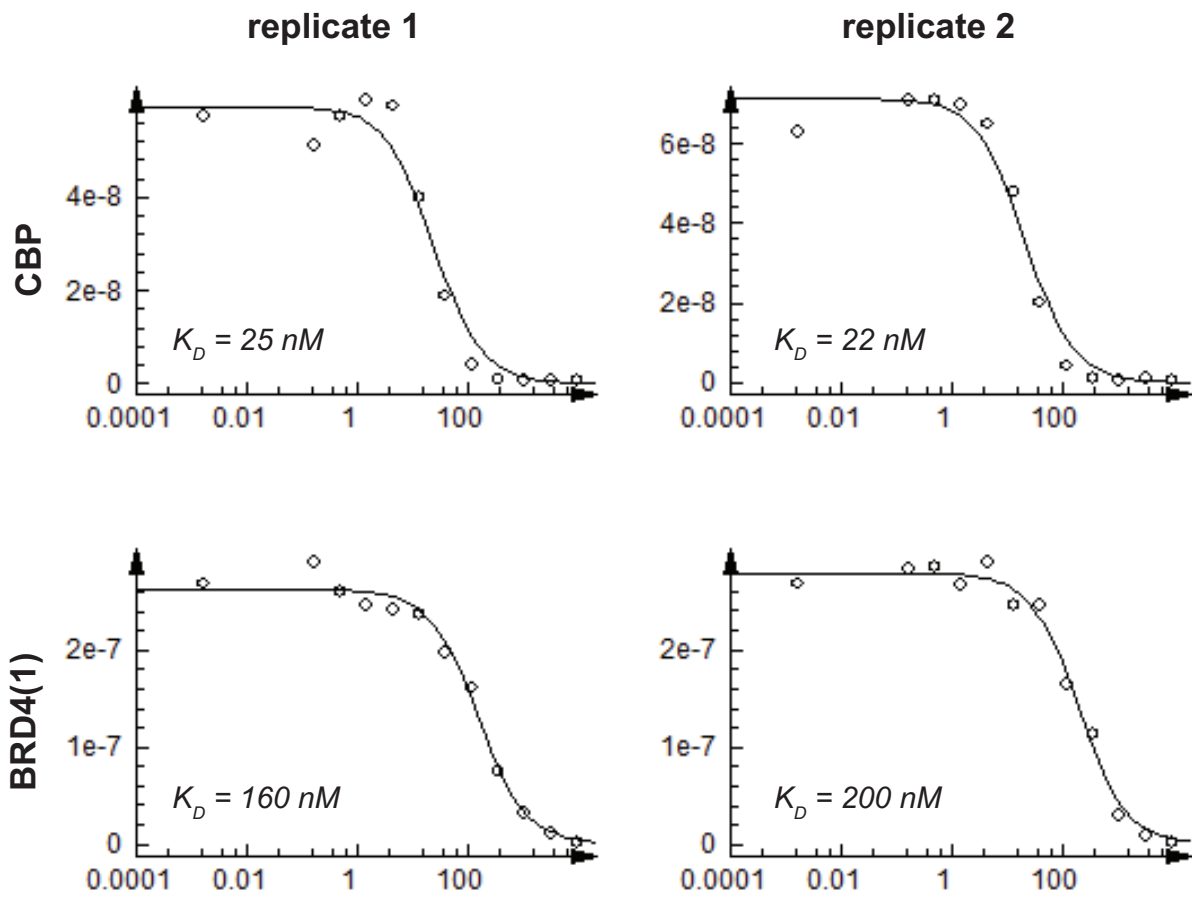 replicate 1
replicate 2
CBP
4e-8
2e-8
0
K_D = 25 nM
0.0001 0.01 1 100
6e-8
4e-8
2e-8
0
K_D = 22 nM
0.0001 0.01 1 100
BRD4(1)
2e-7
1e-7
0
K_D = 160 nM
0.0001 0.01 1 100
2e-7
1e-7
0
K_D = 200 nM
0.0001 0.01 1 100